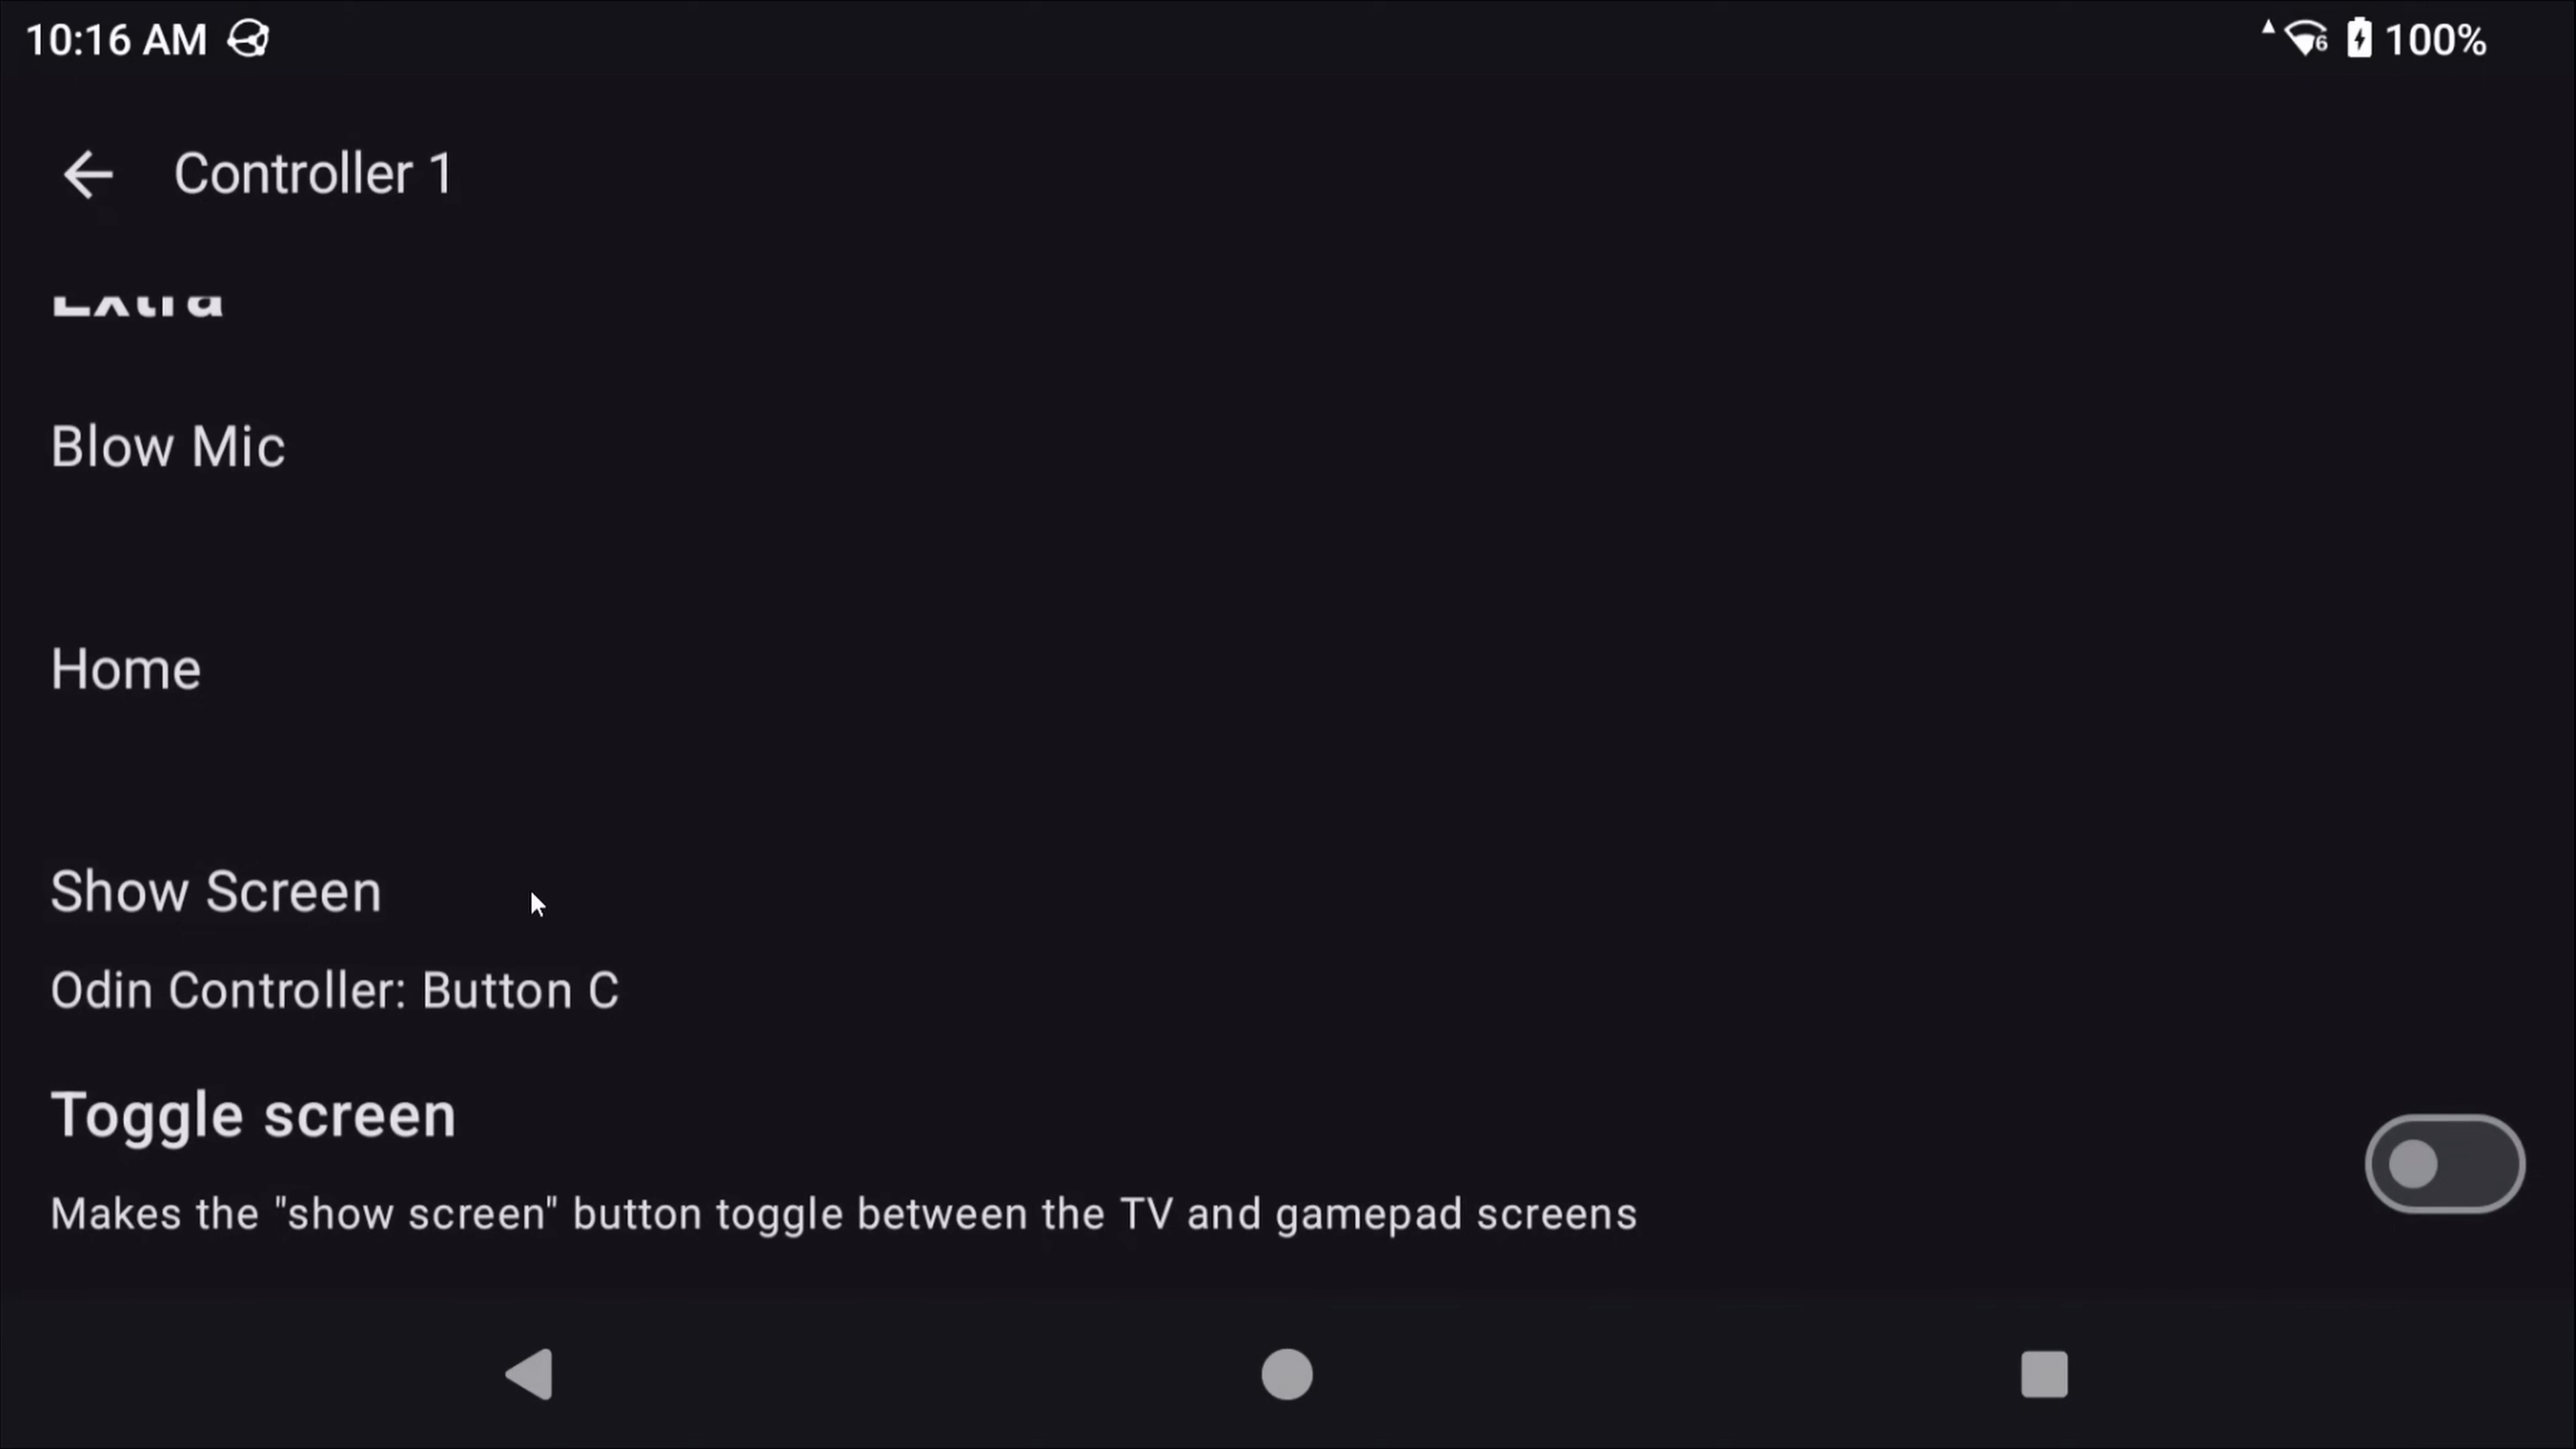 10:16 AM
6 100%
Controller 1
Extra
Blow Mic
Home
Show Screen
Odin Controller: Button C
Toggle screen
Makes the "show screen" button toggle between the TV and gamepad screens